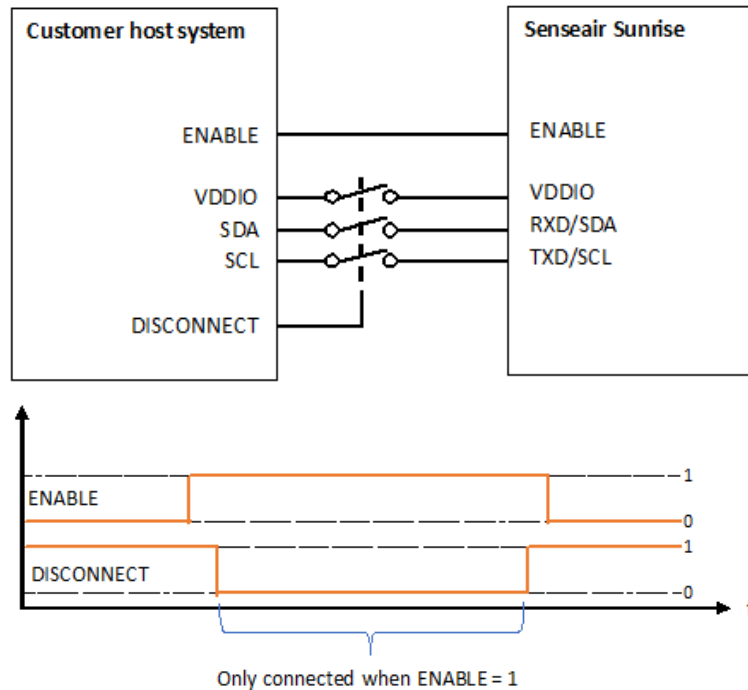 Customer host system
Senseair Sunrise
ENABLE
ENABLE
VDDIO
VDDIO
SDA
RXD/SDA
SCL
TXD/SCL
DISCONNECT
1
ENABLE
0
1
DISCONNECT
0
Only connected when ENABLE = 1